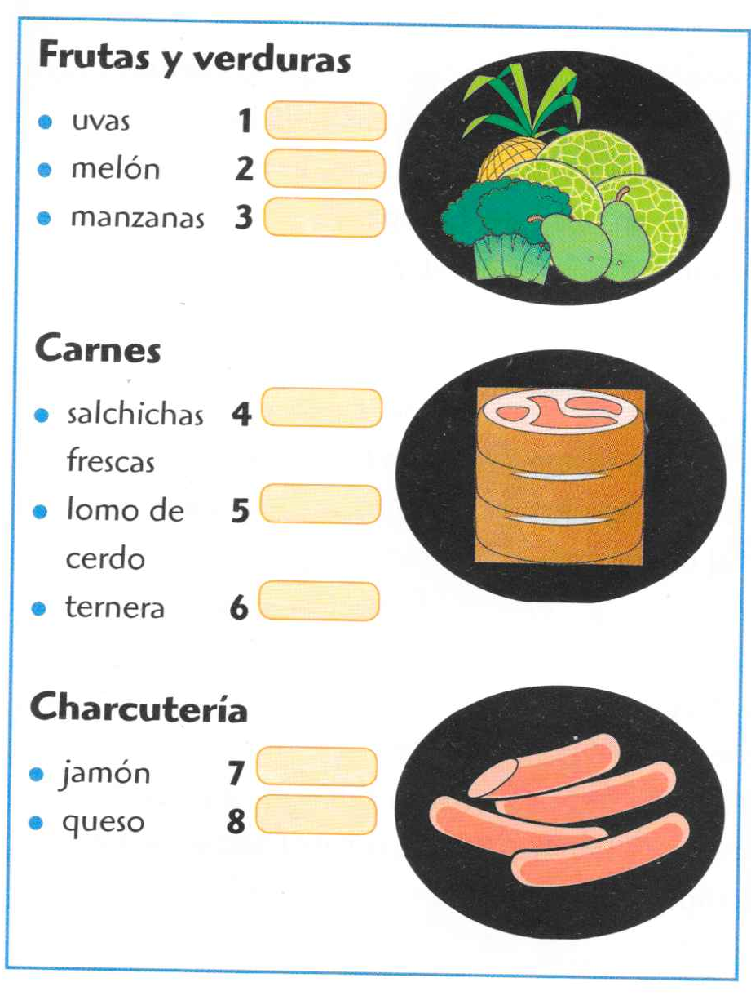 Frutas y verduras
• uvas 1
• melón 2
• manzanas 3
Carnes
• salchichas 4
frescas
• lomo de 5
cerdo
• ternera 6
Charcutería
• jamón 7
• queso 8